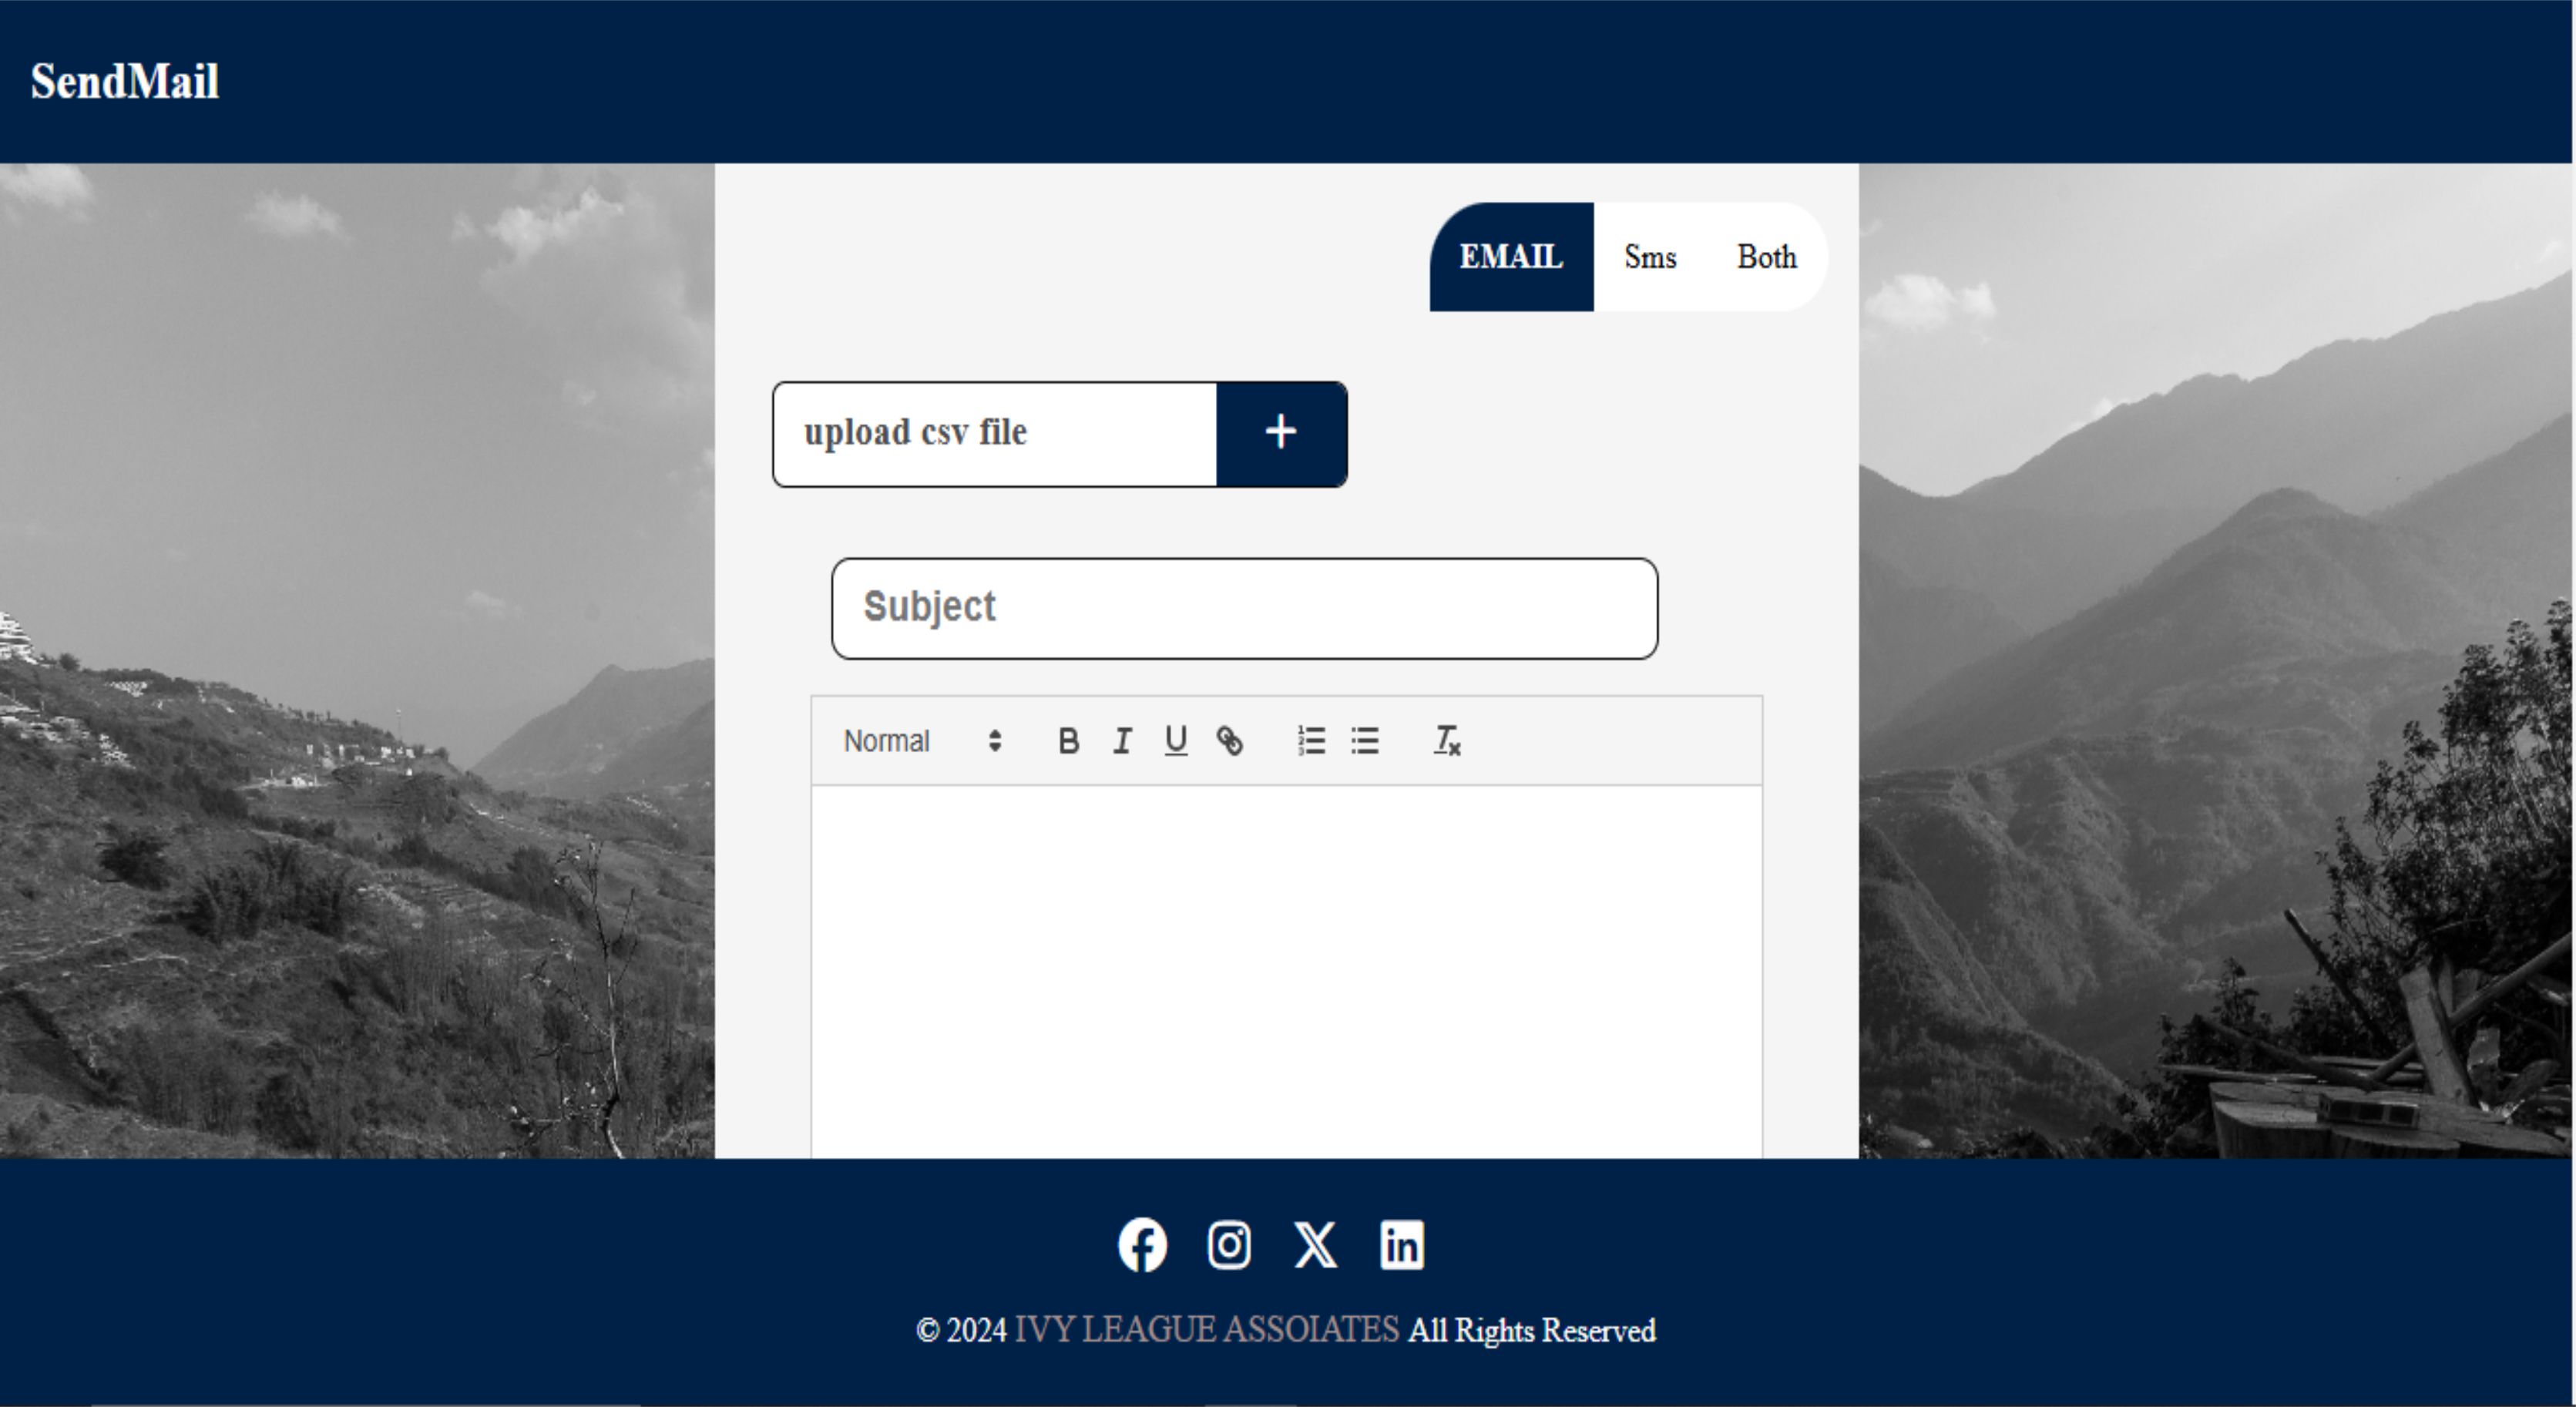 SendMail
EMAIL Sms Both
upload csv file +
Subject
Normal B I U
© 2024 IVY LEAGUE ASSOIATES All Rights Reserved